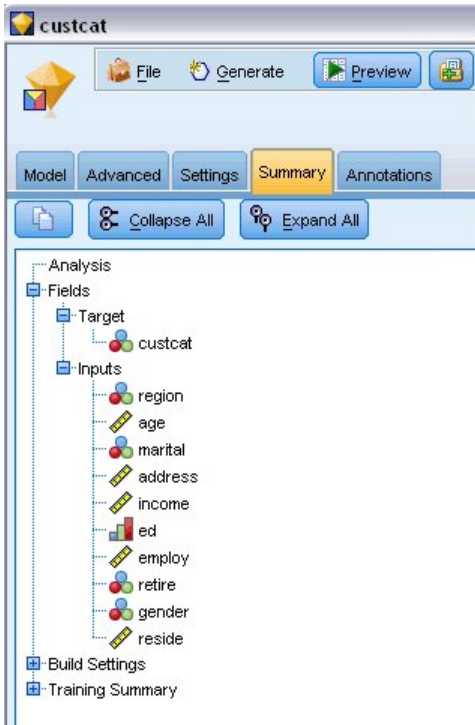 custcat
File Generate Preview
Model Advanced Settings Summary Annotations
Collapse All Expand All
Analysis
Fields
Target
custcat
Inputs
region
age
marital
address
income
ed
employ
retire
gender
reside
Build Settings
Training Summary